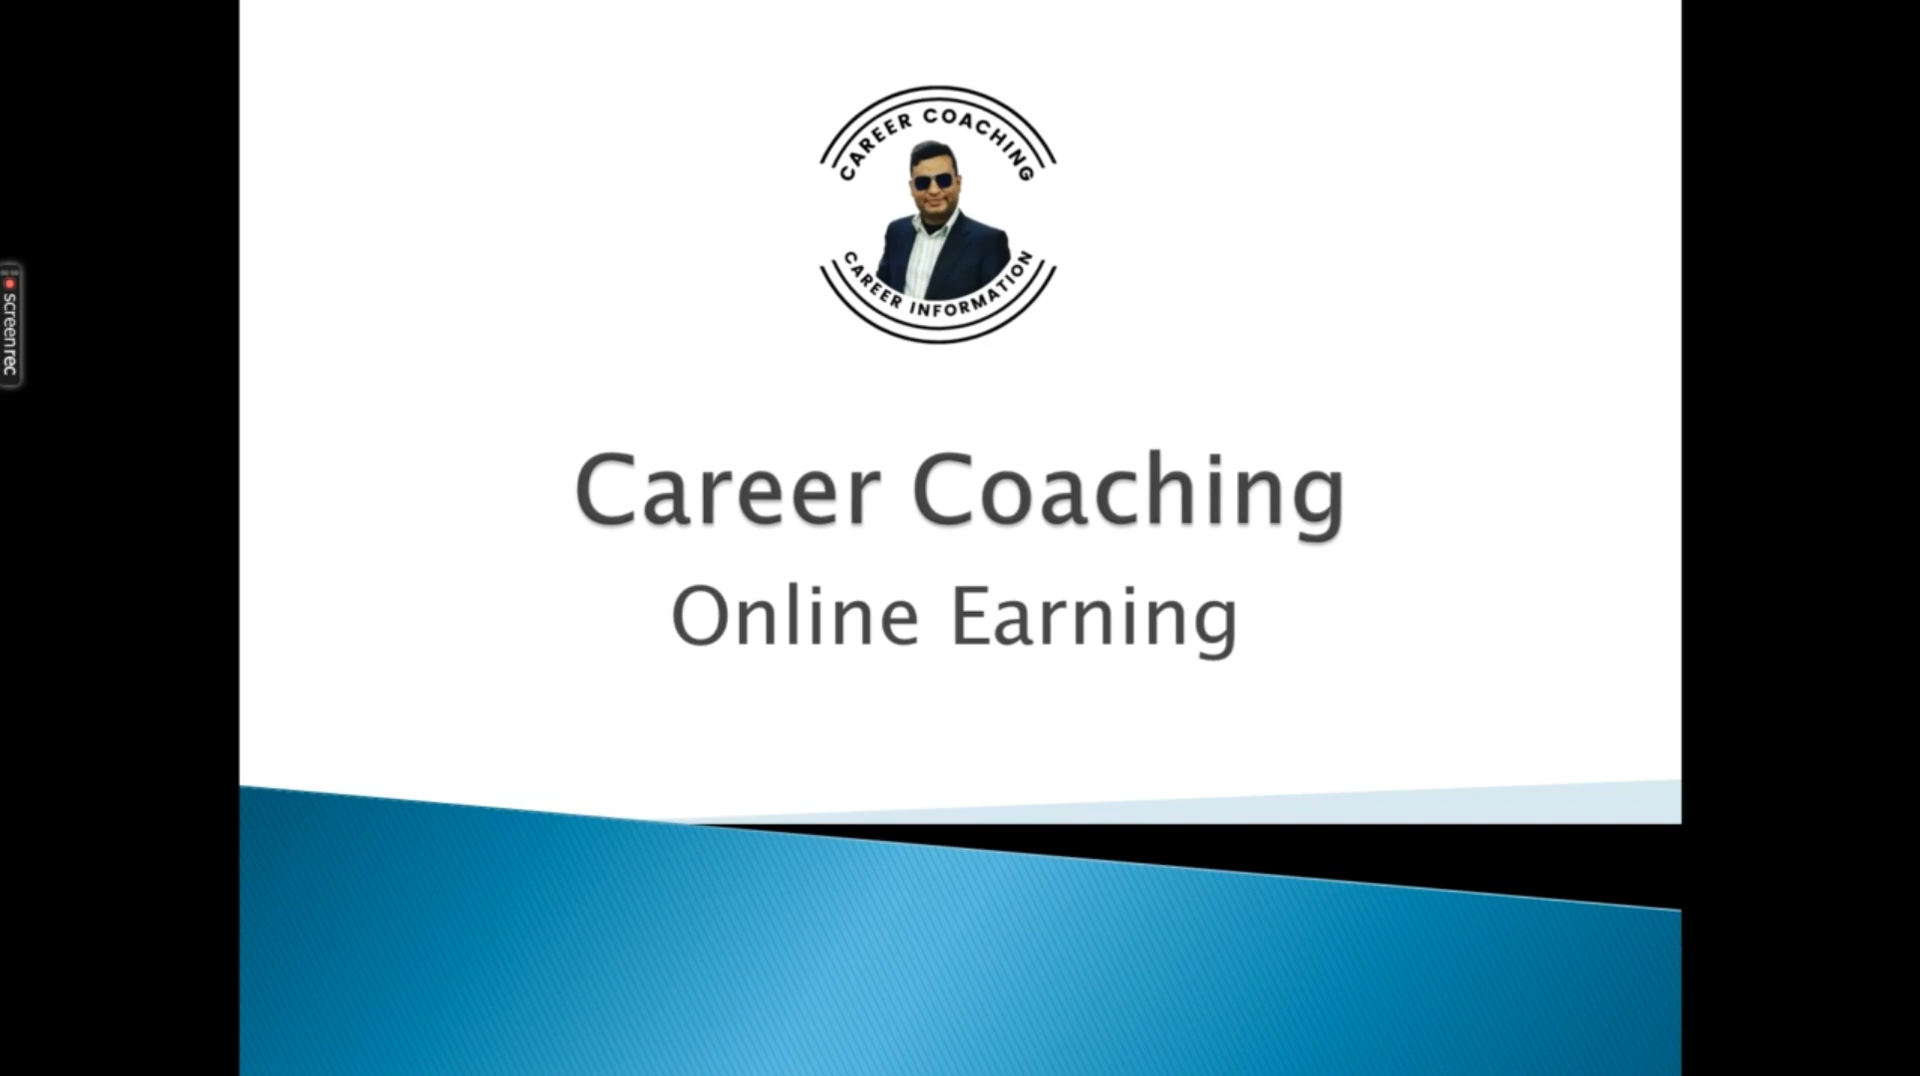 CAREER COACHING
CAREER INFORMATION
Career Coaching
Online Earning
screenrec